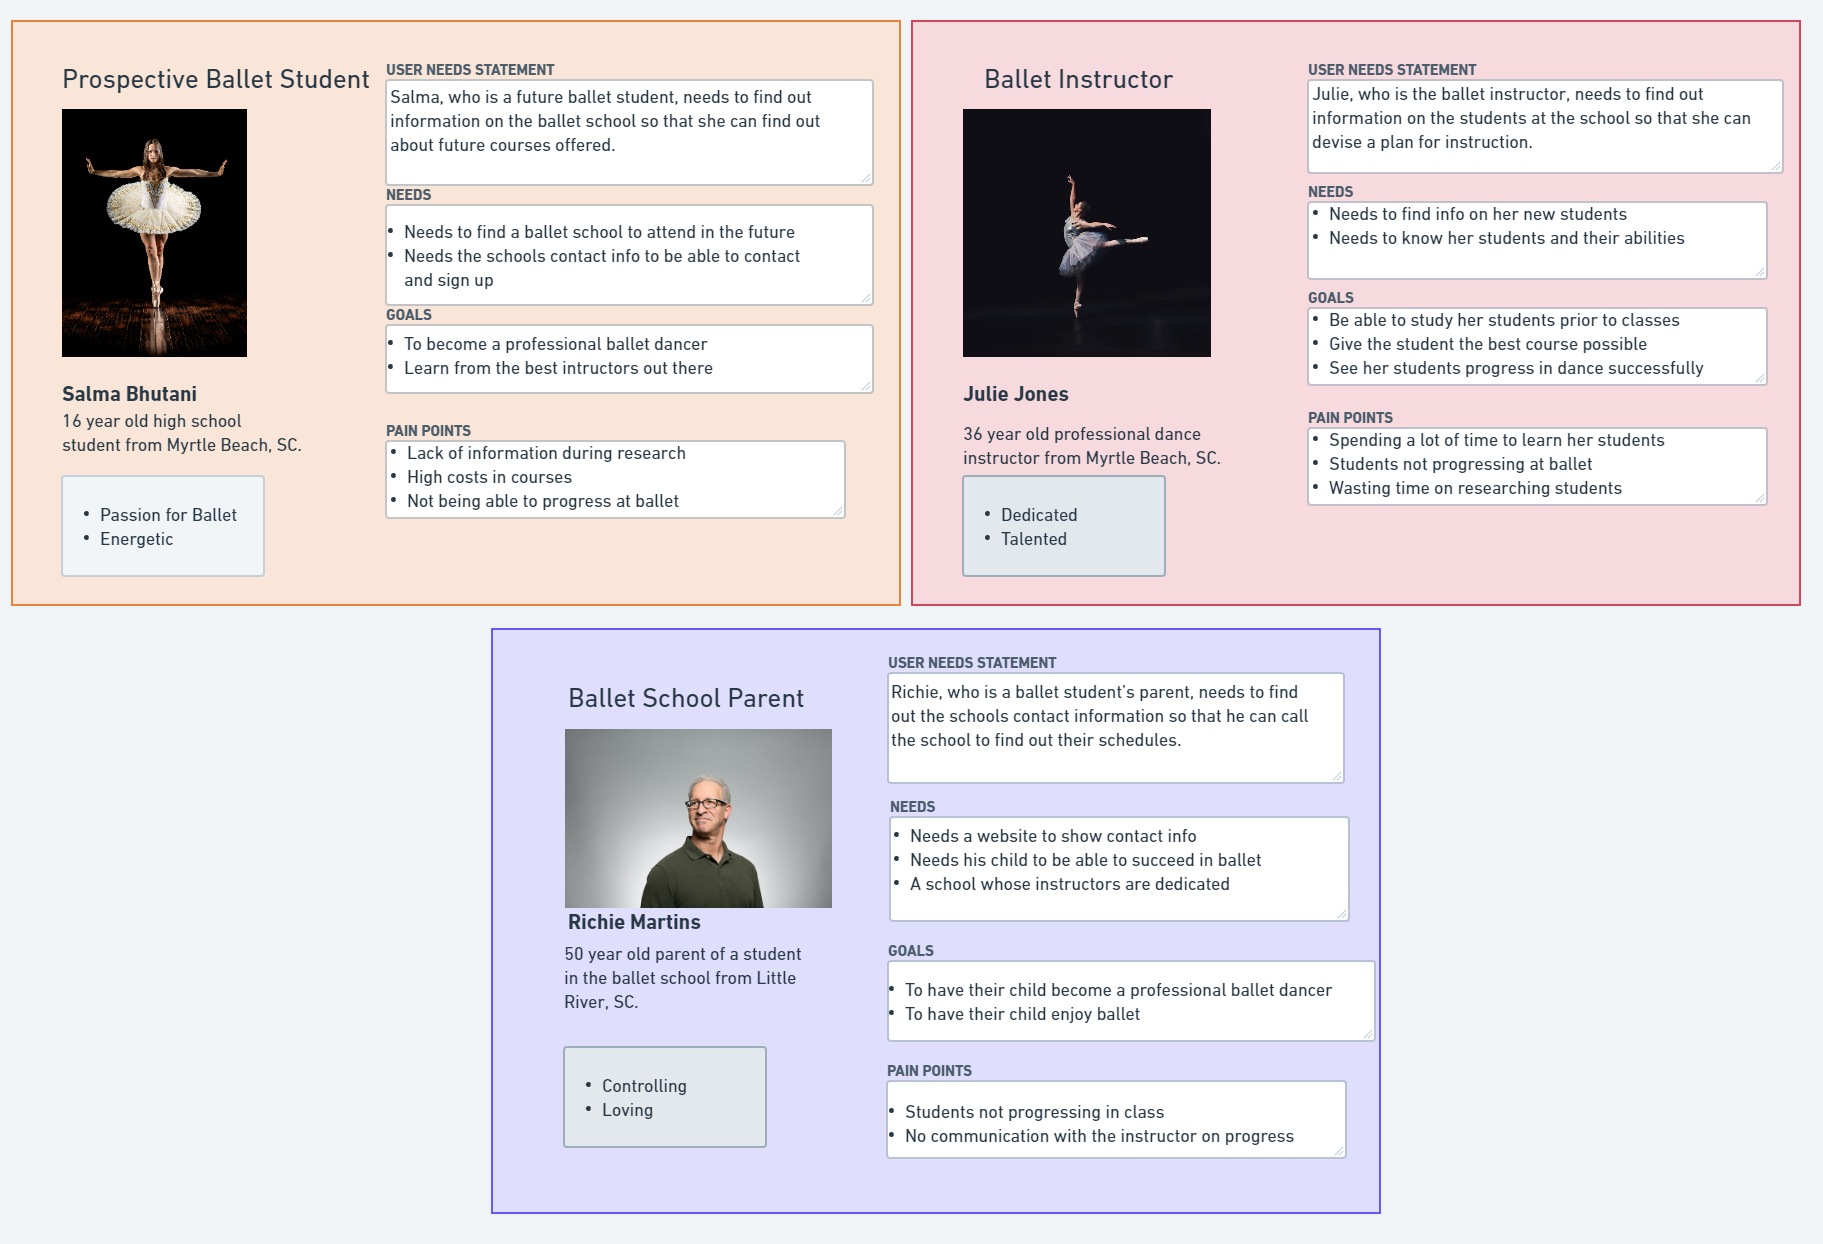 Prospective Ballet Student
Salma Bhutani
16 year old high school
student from Myrtle Beach, SC.
• Passion for Ballet
• Energetic
USER NEEDS STATEMENT
Salma, who is a future ballet student, needs to find out
information on the ballet school so that she can find out
about future courses offered.
NEEDS
• Needs to find a ballet school to attend in the future
• Needs the schools contact info to be able to contact
and sign up
GOALS
• To become a professional ballet dancer
• Learn from the best intructors out there
PAIN POINTS
• Lack of information during research
• High costs in courses
• Not being able to progress at ballet
Ballet Instructor
Julie Jones
36 year old professional dance
instructor from Myrtle Beach, SC.
• Dedicated
• Talented
USER NEEDS STATEMENT
Julie, who is the ballet instructor, needs to find out
information on the students at the school so that she can
devise a plan for instruction.
NEEDS
• Needs to find info on her new students
• Needs to know her students and their abilities
GOALS
• Be able to study her students prior to classes
• Give the student the best course possible
• See her students progress in dance successfully
PAIN POINTS
• Spending a lot of time to learn her students
• Students not progressing at ballet
• Wasting time on researching students
Ballet School Parent
Richie Martins
50 year old parent of a student
in the ballet school from Little
River, SC.
• Controlling
• Loving
USER NEEDS STATEMENT
Richie, who is a ballet student’s parent, needs to find
out the schools contact information so that he can call
the school to find out their schedules.
NEEDS
• Needs a website to show contact info
• Needs his child to be able to succeed in ballet
• A school whose instructors are dedicated
GOALS
• To have their child become a professional ballet dancer
• To have their child enjoy ballet
PAIN POINTS
• Students not progressing in class
• No communication with the instructor on progress